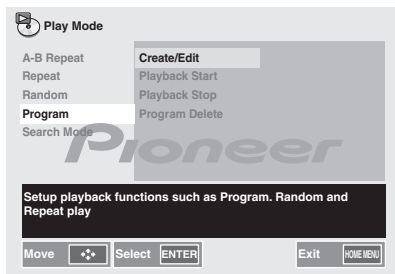 Play Mode
A-B Repeat
Repeat
Random
Program
Search Mode
Create/Edit
Playback Start
Playback Stop
Program Delete
Pioneer
Setup playback functions such as Program. Random and
Repeat play
Move Select ENTER Exit HOME MENU